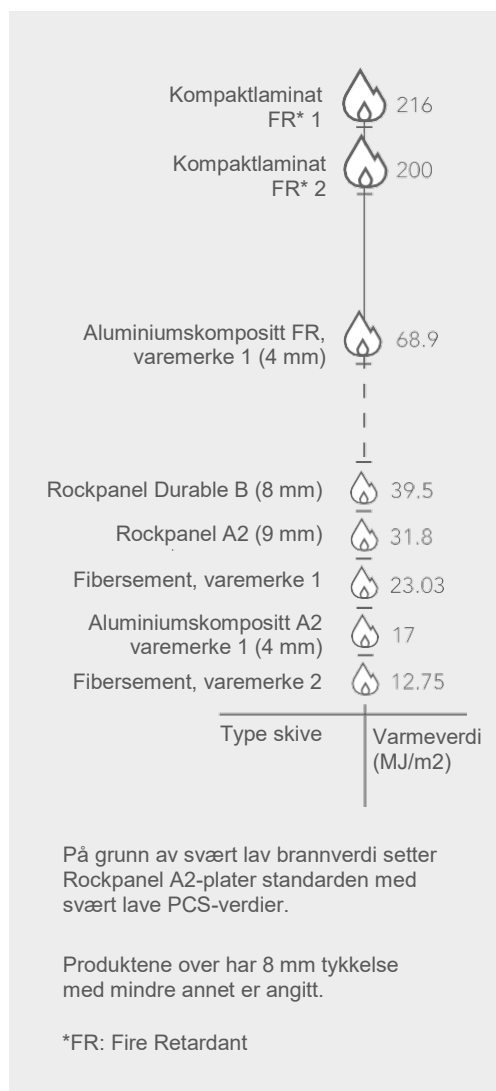 Kompaktlaminat
FR* 1
216
Kompaktlaminat
FR* 2
200
Aluminiumskompositt FR,
varemerke 1 (4 mm)
68.9
Rockpanel Durable B (8 mm)
39.5
Rockpanel A2 (9 mm)
31.8
Fibersement, varemerke 1
23.03
Aluminiumskompositt A2
varemerke 1 (4 mm)
17
Fibersement, varemerke 2
12.75
Type skive
Varmeverdi
(MJ/m2)
På grunn av svært lav brannverdi setter
Rockpanel A2-plater standarden med
svært lave PCS-verdier.
Produktene over har 8 mm tykkelse
med mindre annet er angitt.
*FR: Fire Retardant